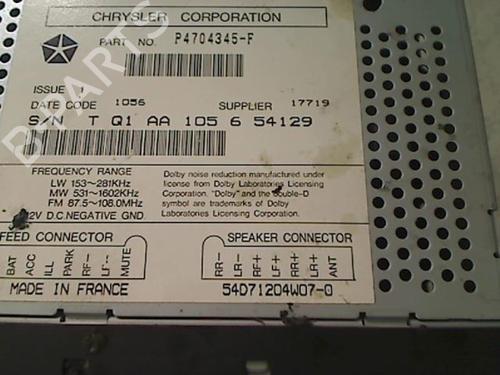 CHRYSLER CORPORATION
PART NO. P4704345-F
ISSUE 1
DATE CODE 1056 SUPPLIER 17719
S/N T Q1 AA 105 6 54129
FREQUENCY RANGE
LW 153~281KHz
MW 531~1602KHz
FM 87.5~108.0MHz
12V D.C.NEGATIVE GND.
Dolby noise reduction manufactured under
license from Dolby Laboratories Licensing
Corporation. "Dolby" and the double-D
symbol are trademarks of Dolby
Laboratories Licensing Corporation.
FEED CONNECTOR
BAT
ACC
ILL
PARK
RF-
LF-
MUTE
SPEAKER CONNECTOR
RR-
LR-
RF+
LF+
RR+
LR+
ANT
MADE IN FRANCE
54D71204W07-0
B-PARTS